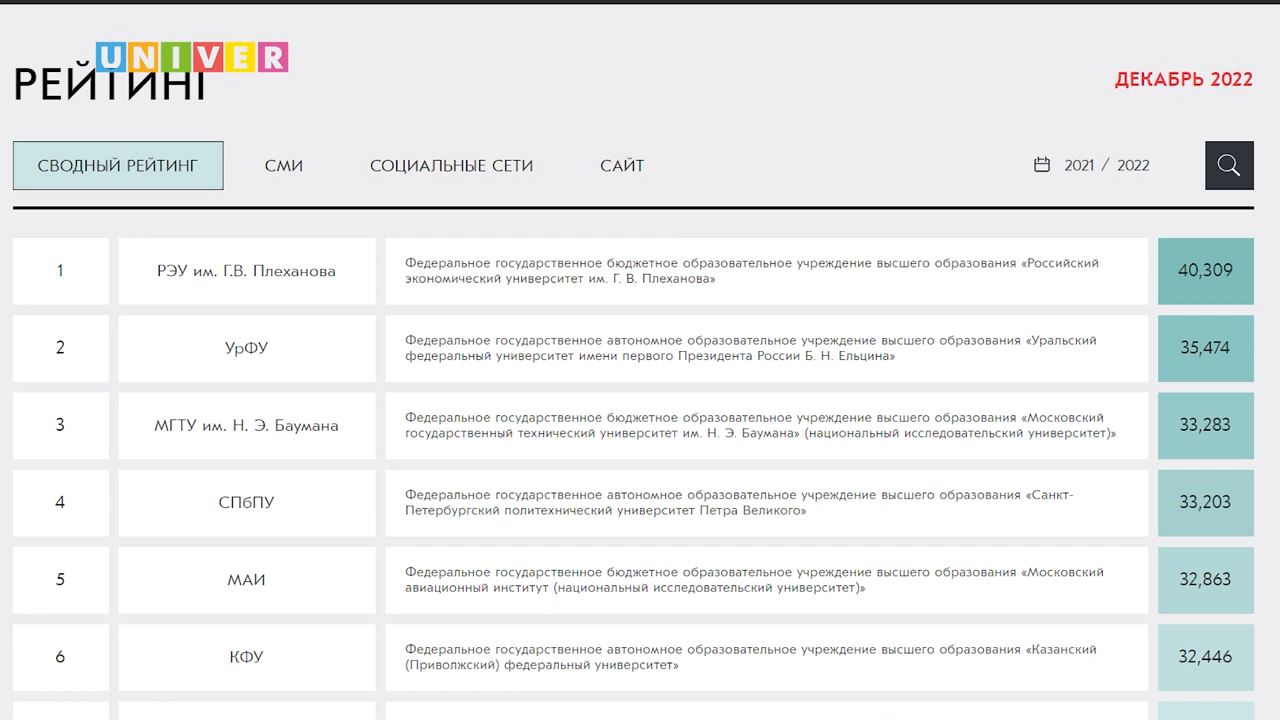 UNIVER
РЕЙТИНГ
ДЕКАБРЬ 2022
СВОДНЫЙ РЕЙТИНГ СМИ СОЦИАЛЬНЫЕ СЕТИ САЙТ 2021 / 2022
1 РЭУ им. Г.В. Плеханова Федеральное государственное бюджетное образовательное учреждение высшего образования «Российский
экономический университет им. Г. В. Плеханова» 40,309
2 УрФУ Федеральное государственное автономное образовательное учреждение высшего образования «Уральский
федеральный университет имени первого Президента России Б. Н. Ельцина» 35,474
3 МГТУ им. Н. Э. Баумана Федеральное государственное бюджетное образовательное учреждение высшего образования «Московский
государственный технический университет им. Н. Э. Баумана» (национальный исследовательский университет)» 33,283
4 СПбПУ Федеральное государственное автономное образовательное учреждение высшего образования «Санкт-
Петербургский политехнический университет Петра Великого» 33,203
5 МАИ Федеральное государственное бюджетное образовательное учреждение высшего образования «Московский
авиационный институт (национальный исследовательский университет)» 32,863
6 КФУ Федеральное государственное автономное образовательное учреждение высшего образования «Казанский
(Приволжский) федеральный университет» 32,446